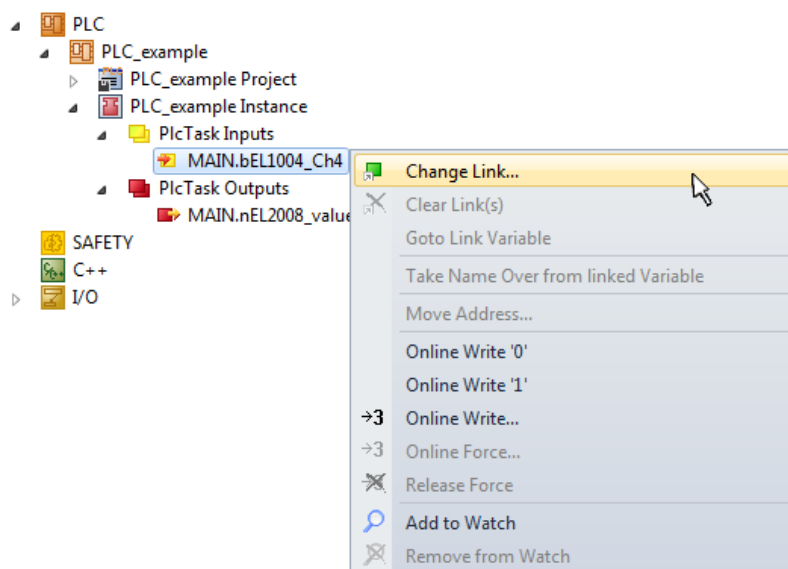 PLC
PLC_example
PLC_example Project
PLC_example Instance
PlcTask Inputs
MAIN.bEL1004_Ch4
PlcTask Outputs
MAIN.nEL2008_value
SAFETY
C++
I/O
Change Link...
Clear Link(s)
Goto Link Variable
Take Name Over from linked Variable
Move Address...
Online Write '0'
Online Write '1'
→3 Online Write...
→3 Online Force...
Release Force
Add to Watch
Remove from Watch